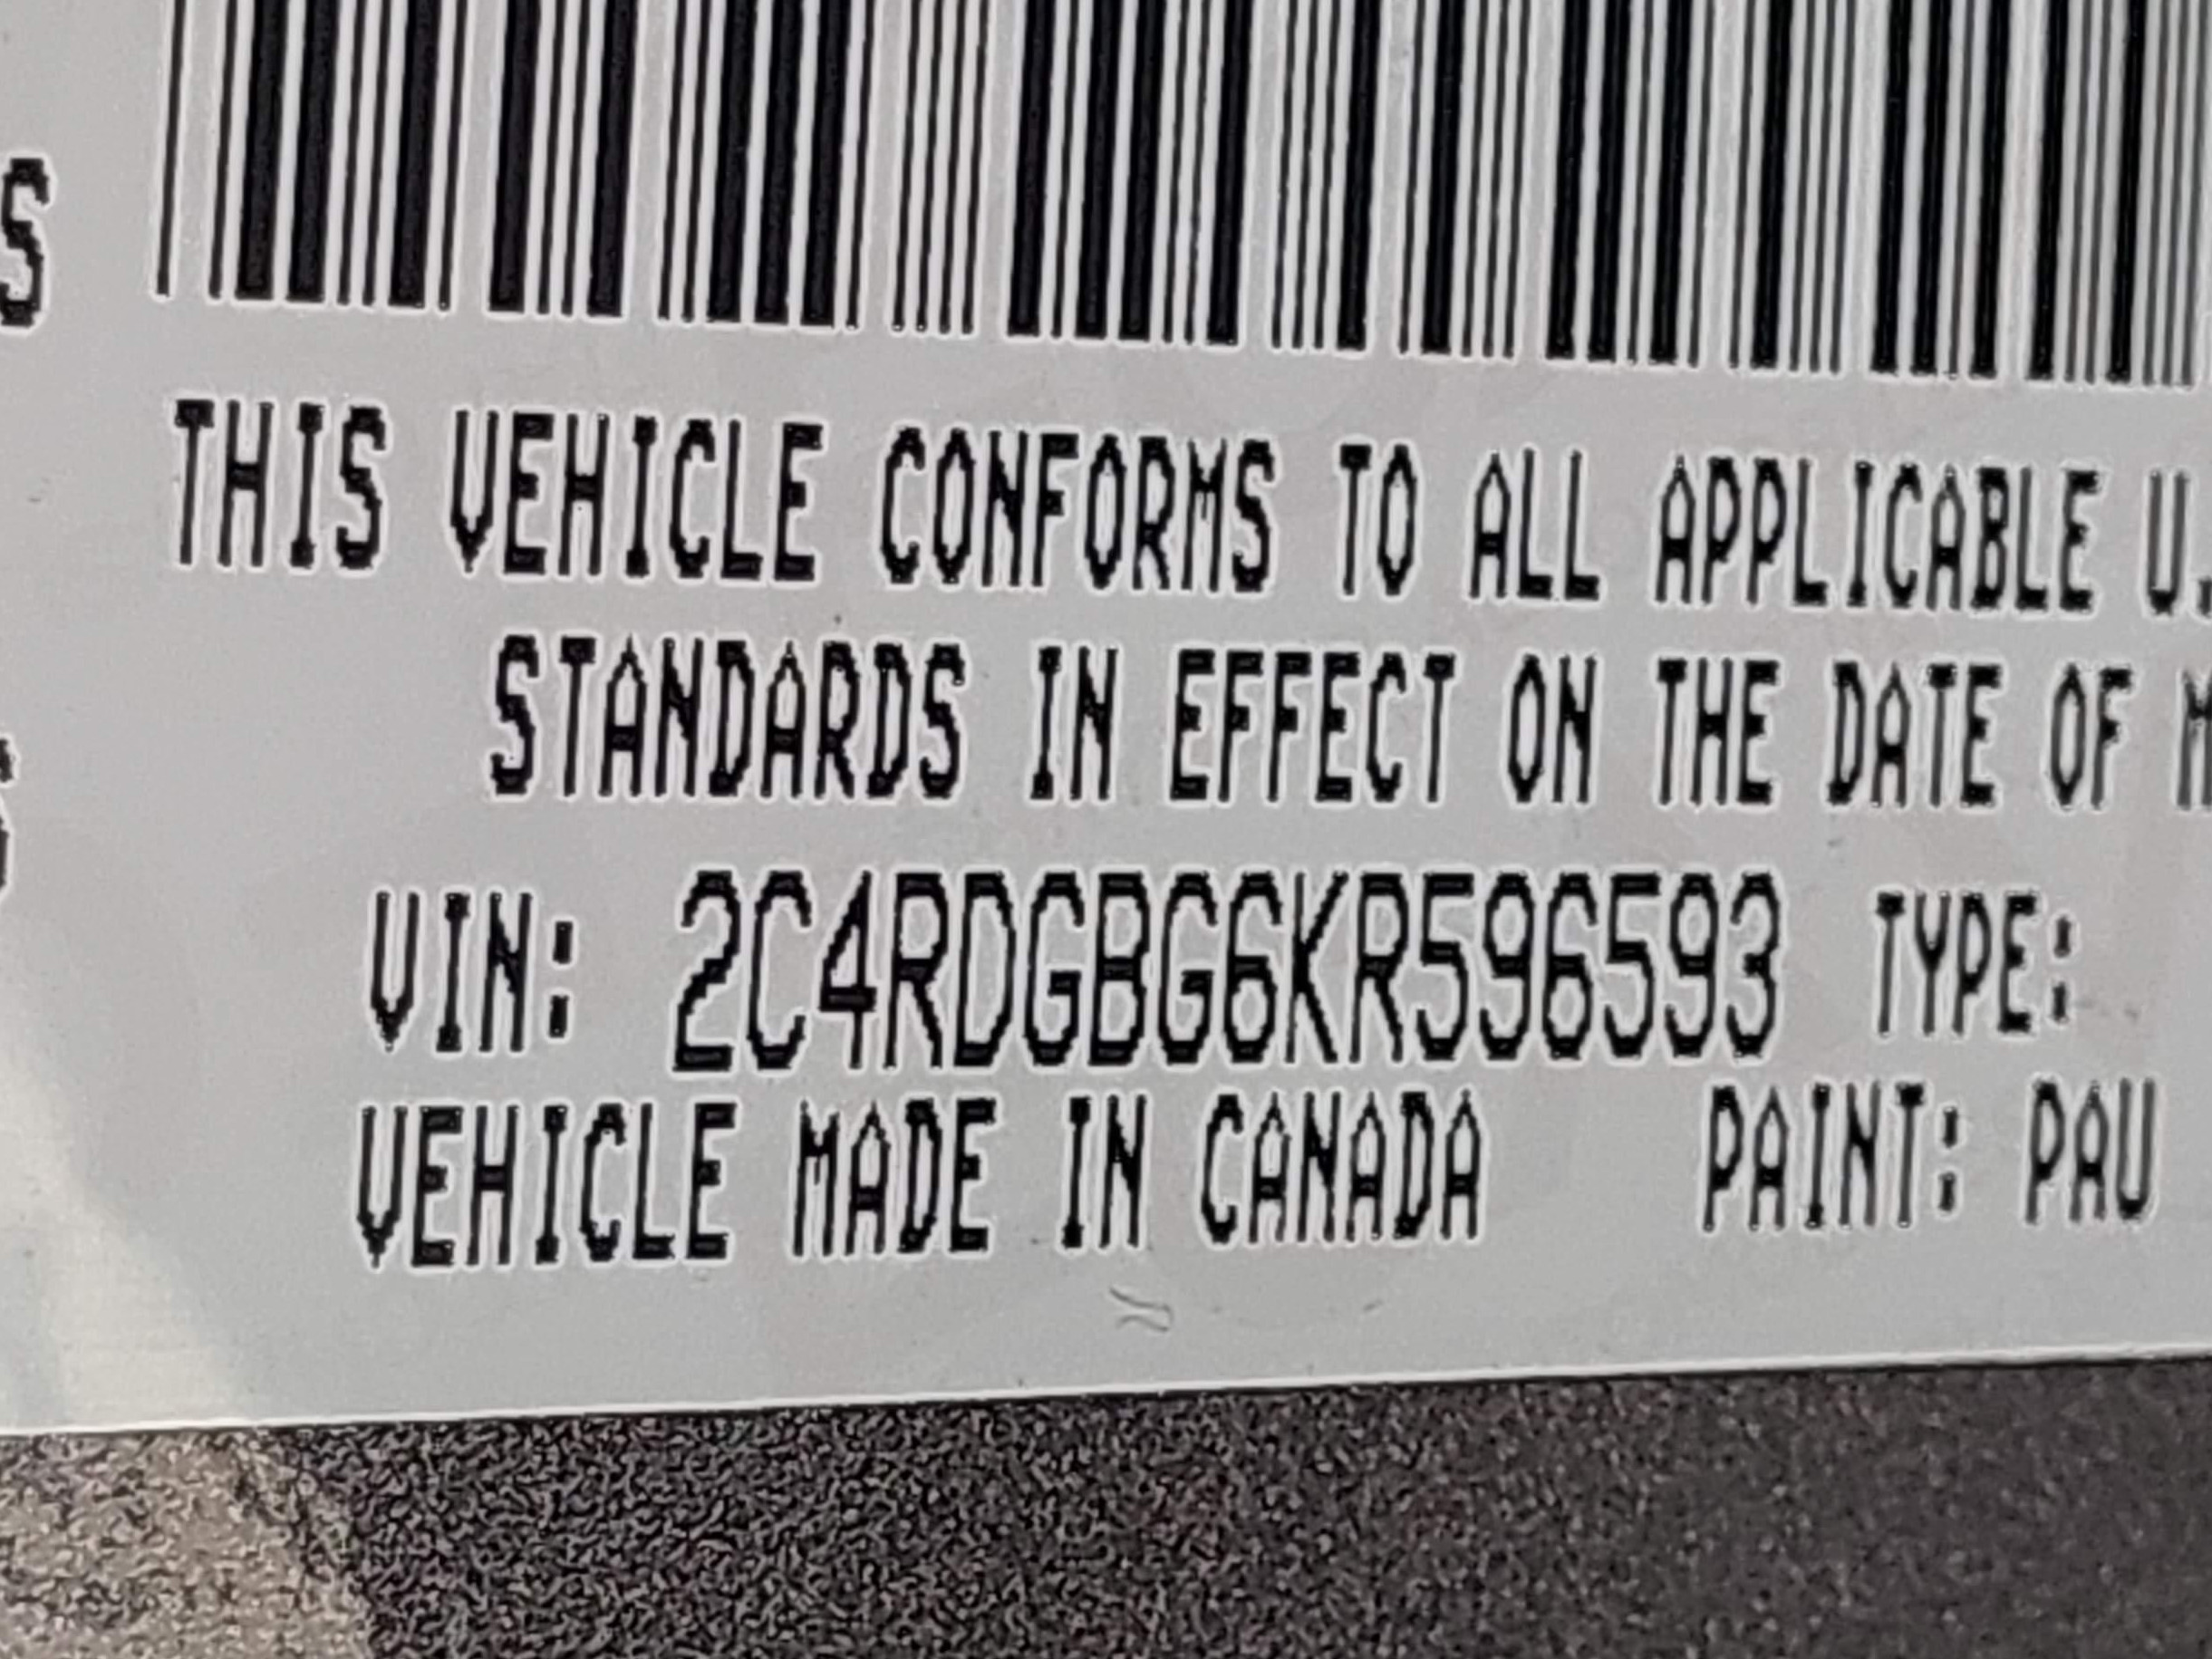 S
THIS VEHICLE CONFORMS TO ALL APPLICABLE U.
STANDARDS IN EFFECT ON THE DATE OF M
VIN: 2C4RDGBG6KR596593 TYPE:
VEHICLE MADE IN CANADA PAINT: PAU